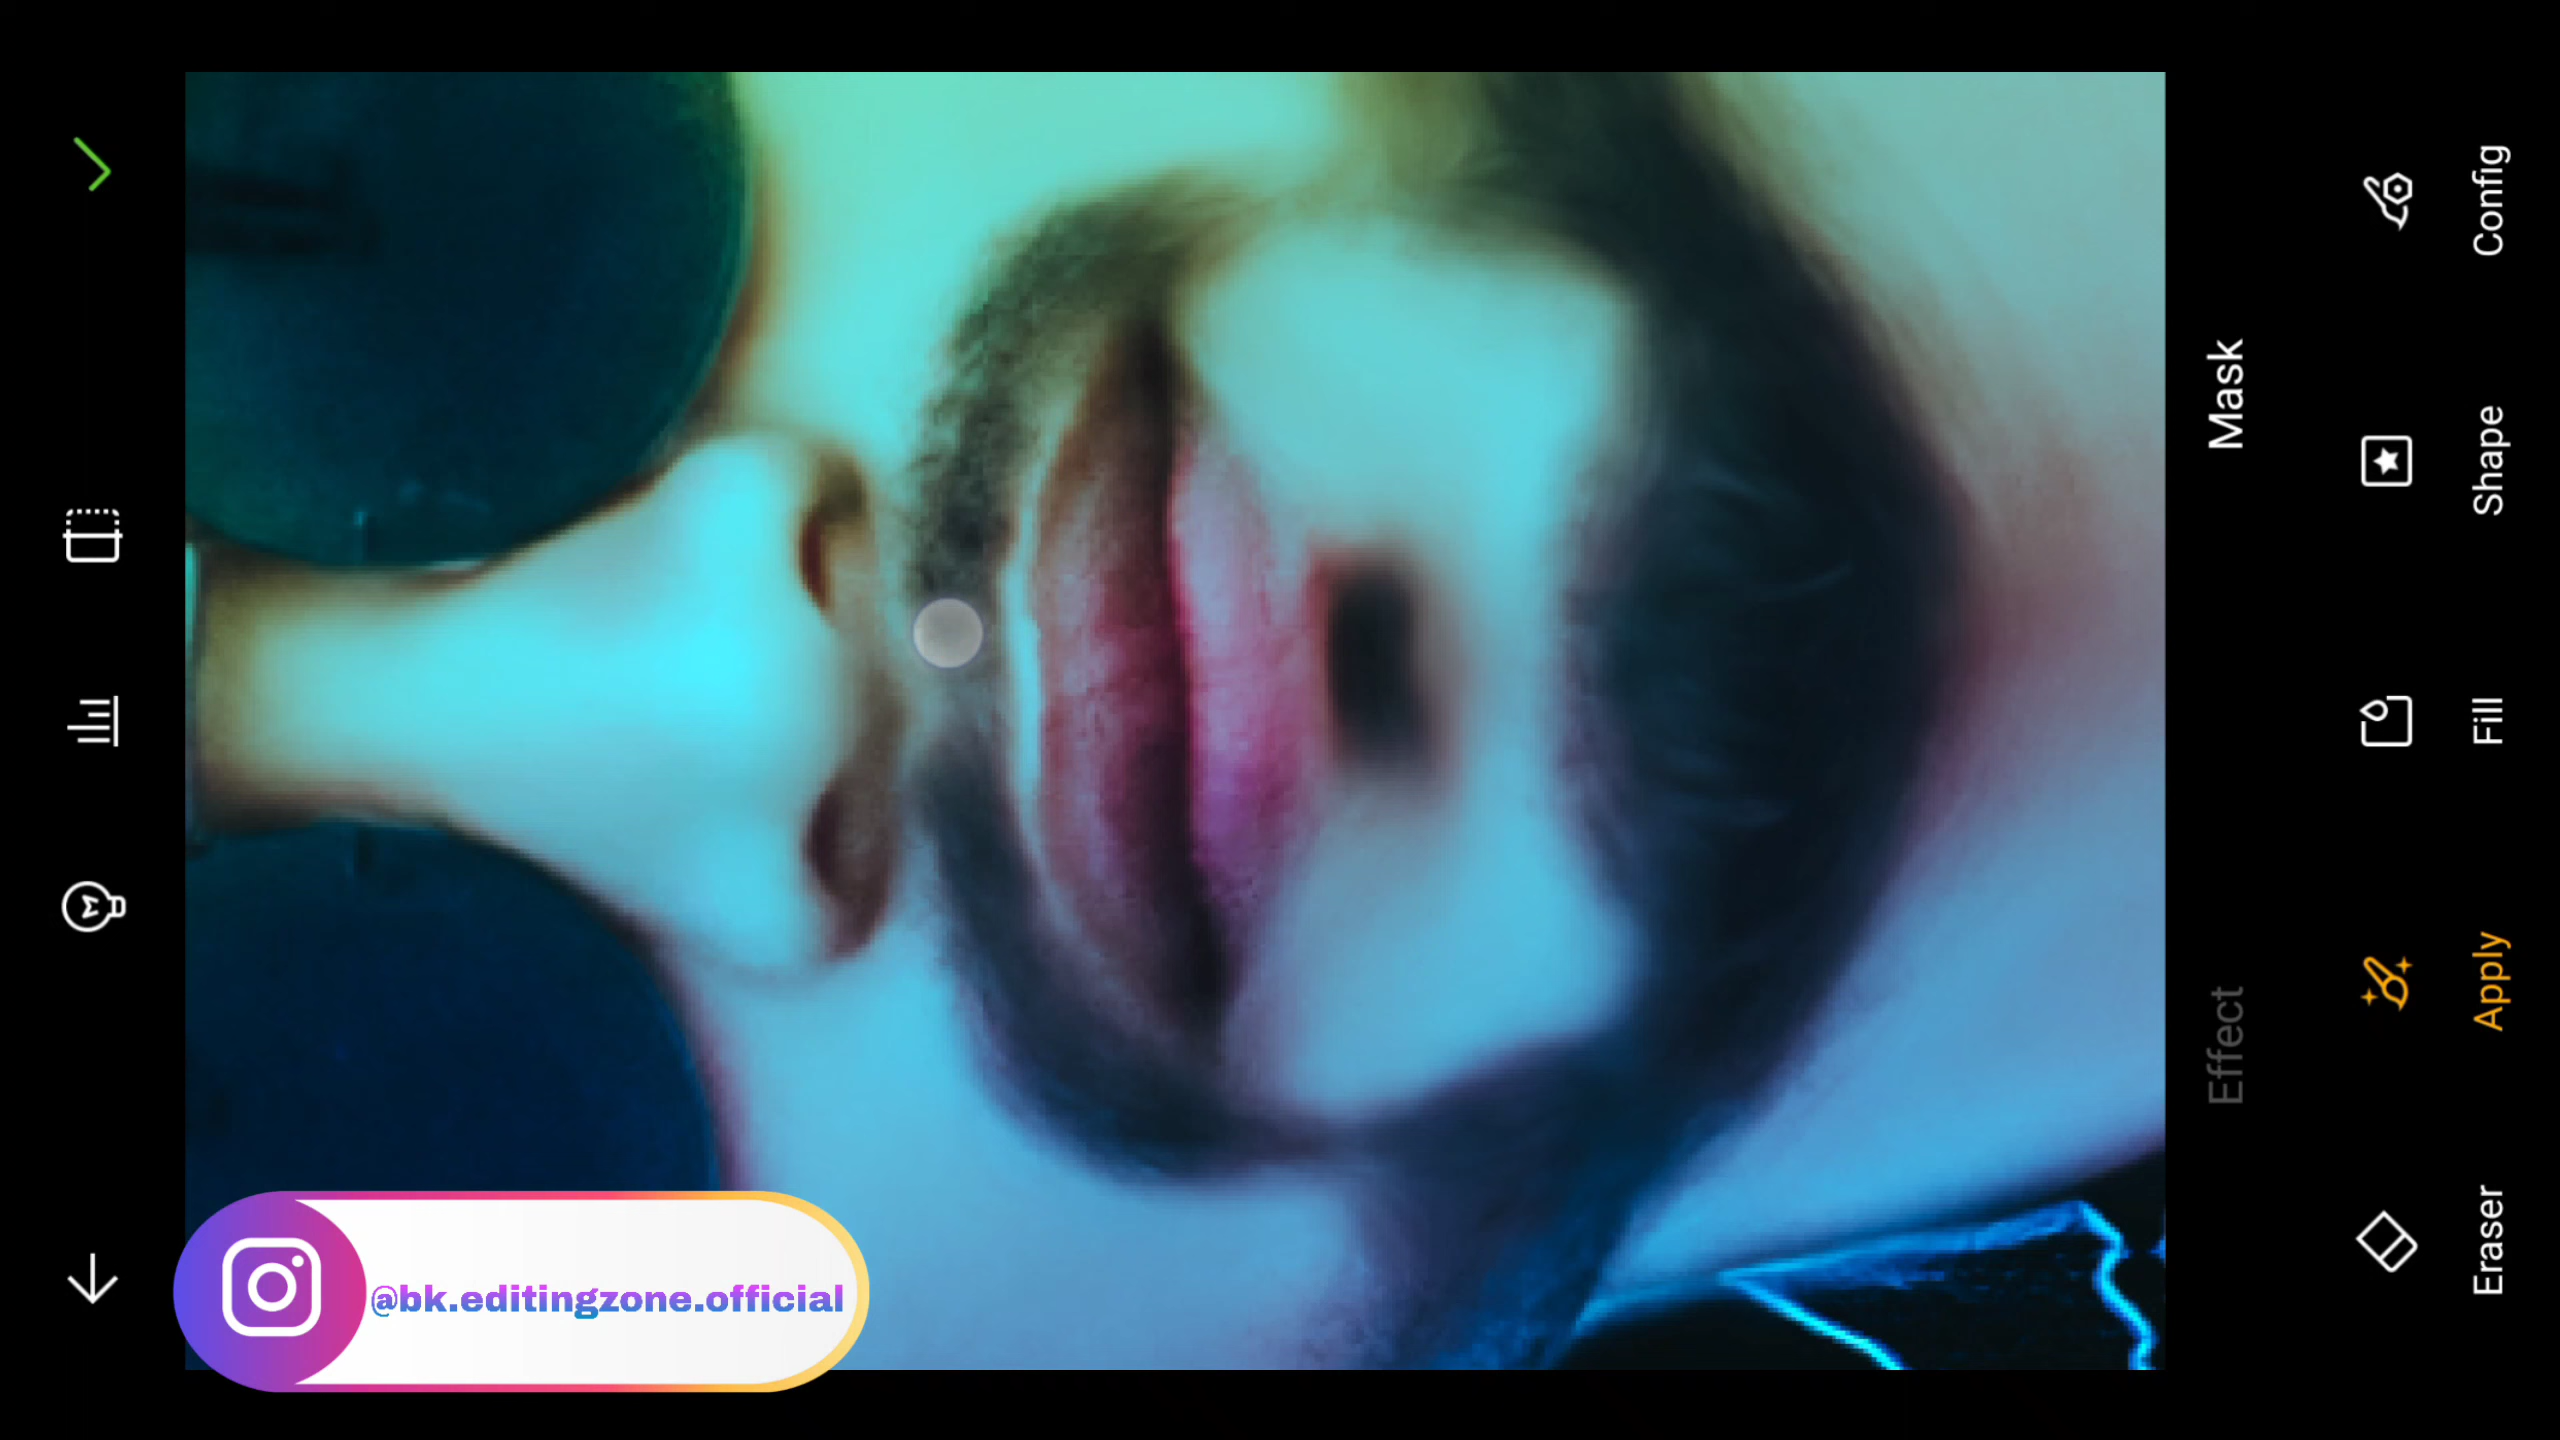 Mask
Effect
Config
Shape
Fill
Apply
Eraser
@bk.editingzone.official